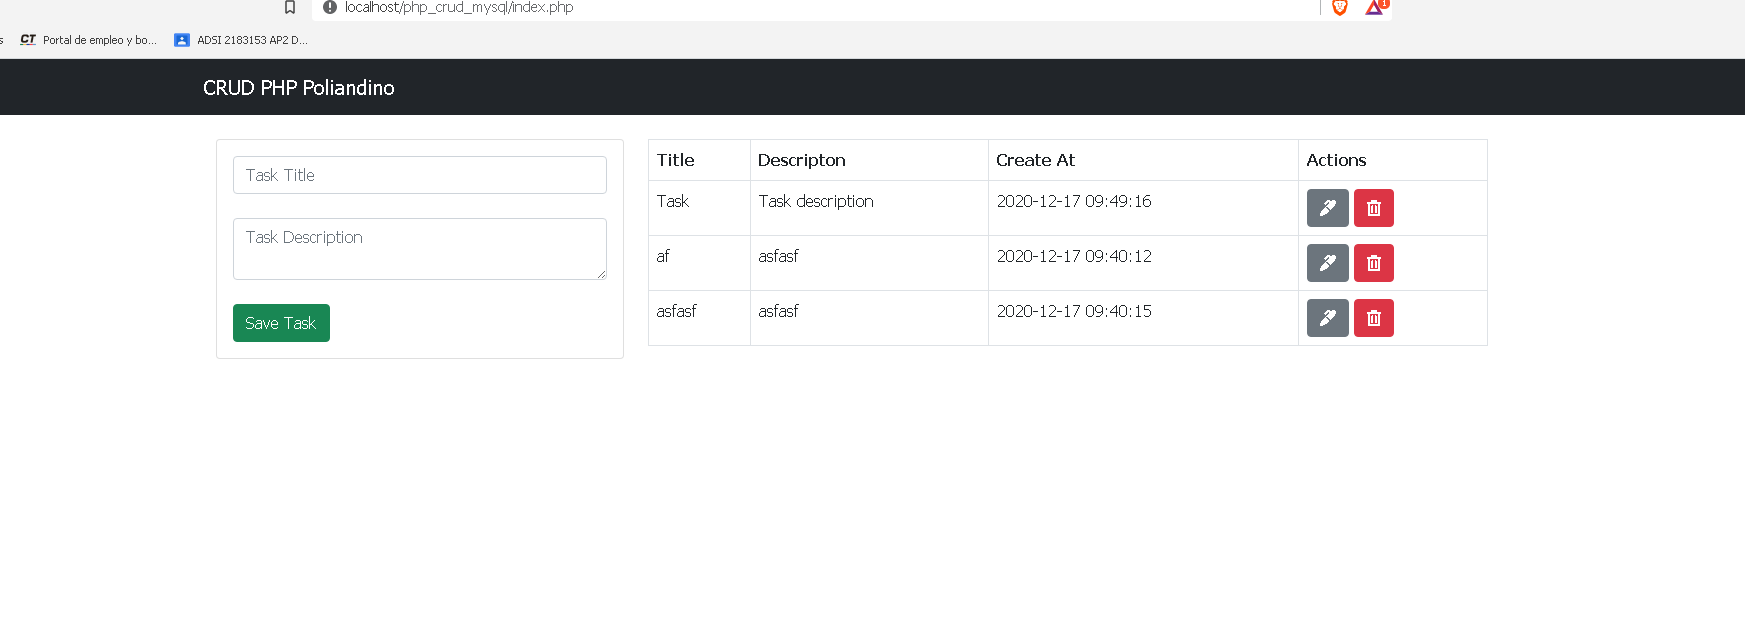 localhost/php_crud_mysql/index.php
1
s CT Portal de empleo y bo... ADSI 2183153 AP2 D...
CRUD PHP Poliandino
Task Title
Task Description
Save Task
Title Descripton Create At Actions
Task Task description 2020-12-17 09:49:16
af asfasf 2020-12-17 09:40:12
asfasf asfasf 2020-12-17 09:40:15